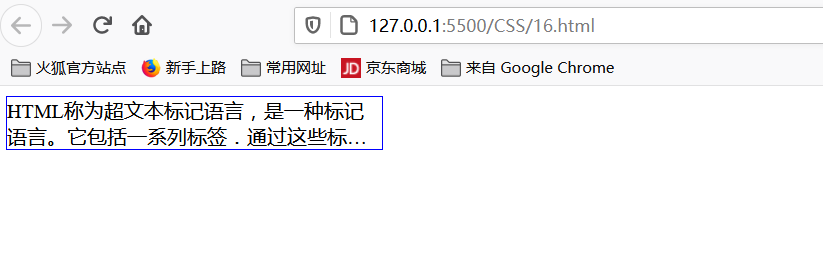 127.0.0.1:5500/CSS/16.html
火狐官方站点 新手上路 常用网址 JD 京东商城 来自 Google Chrome
HTML称为超文本标记语言，是一种标记
语言。它包括一系列标签．通过这些标...